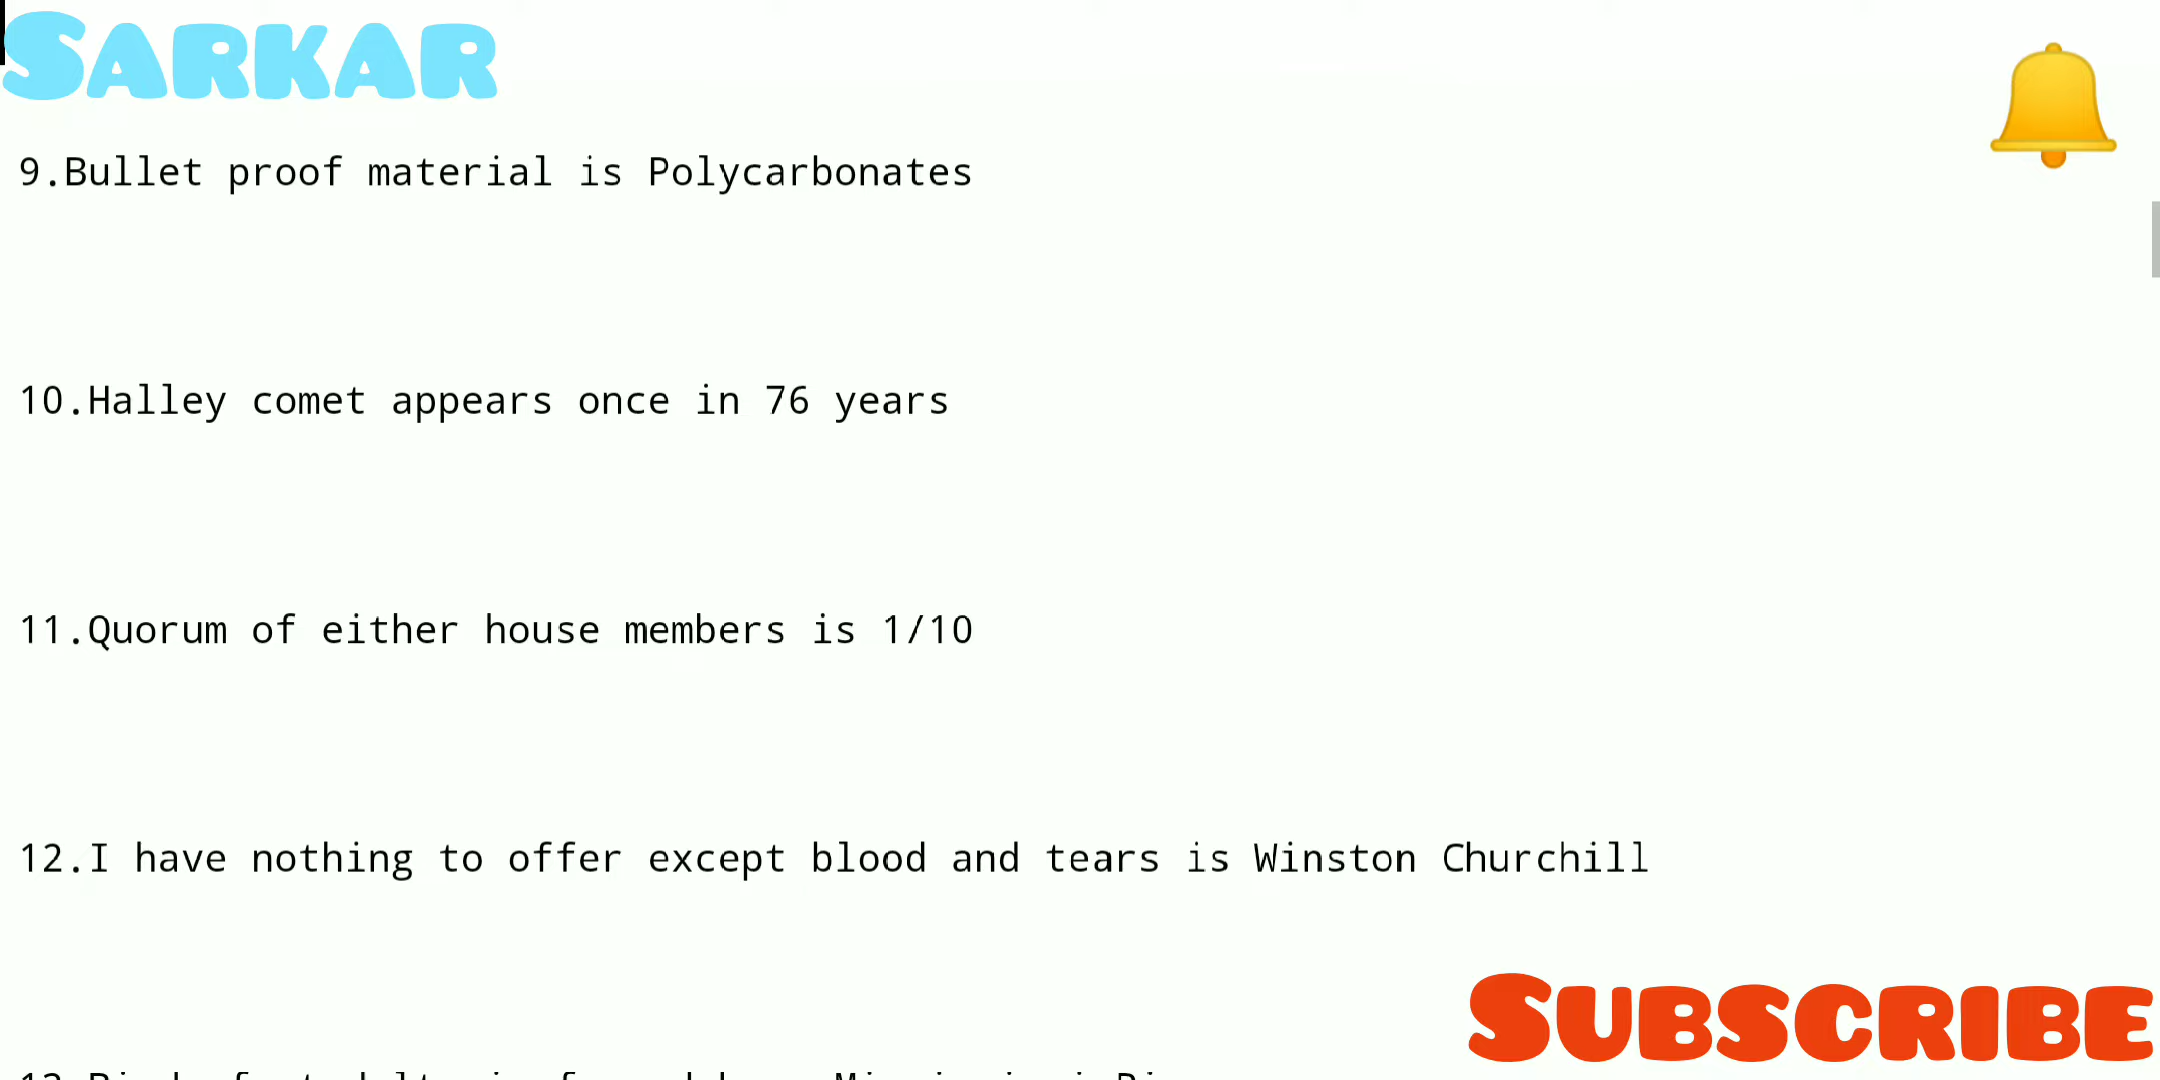 SARKAR
9.Bullet proof material is Polycarbonates
10.Halley comet appears once in 76 years
11.Quorum of either house members is 1/10
12.I have nothing to offer except blood and tears is Winston Churchill
SUBSCRIBE